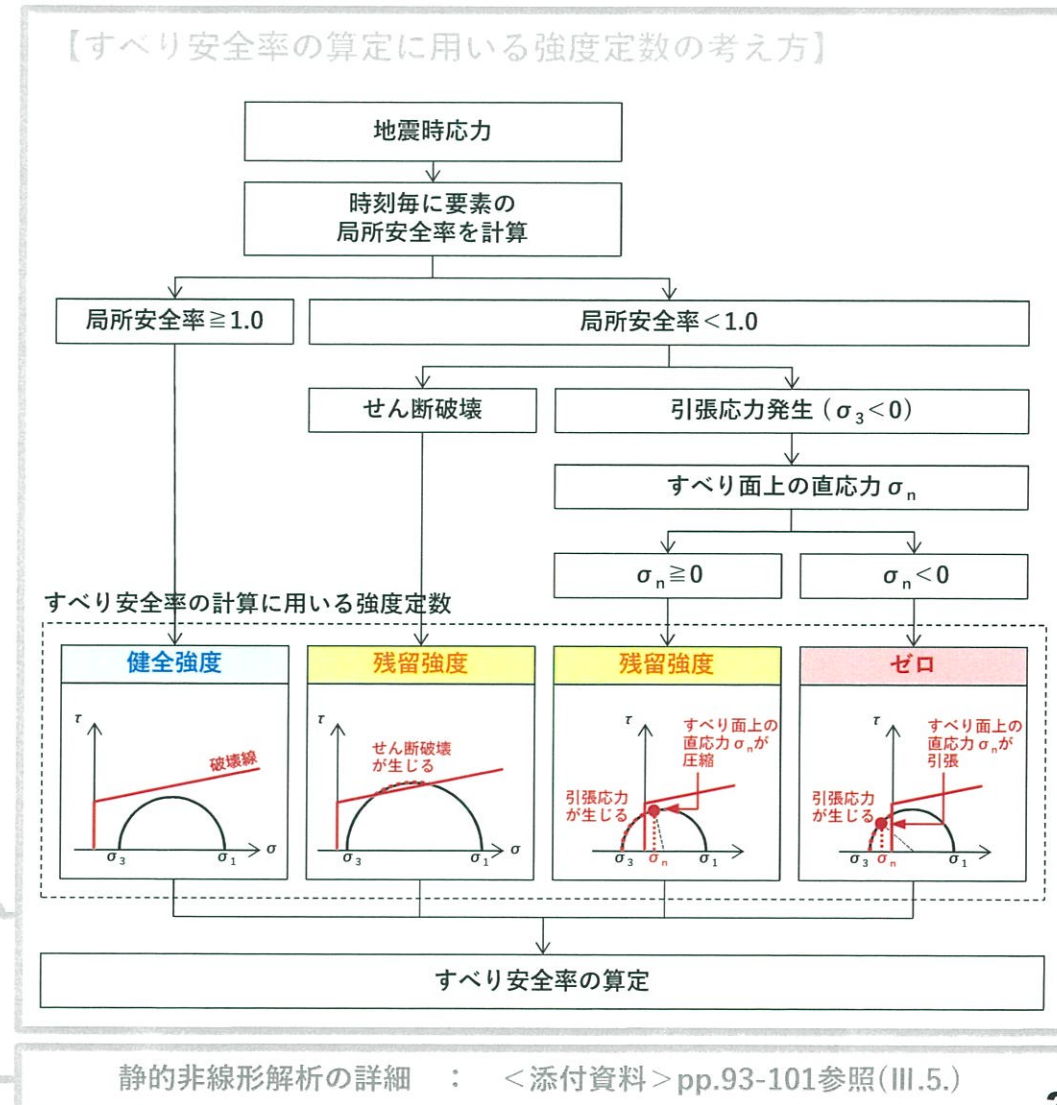 【すべり安全率の算定に用いる強度定数の考え方】
地震時応力
時刻毎に要素の
局所安全率を計算
局所安全率≧1.0
局所安全率<1.0
せん断破壊
引張応力発生(σ3<0)
すべり面上の直応力σn
σn≧0
σn<0
すべり安全率の計算に用いる強度定数
健全強度
τ
破壊線
σ3
σ1
σ
残留強度
τ
せん断破壊
が生じる
σ3
σ1
σ
残留強度
τ
すべり面上の
直応力σnが
圧縮
引張応力
が生じる
σ3
σn
σ1
ゼロ
τ
すべり面上の
直応力σnが
引張
引張応力
が生じる
σ3
σn
σ1
すべり安全率の算定
静的非線形解析の詳細 : <添付資料>pp.93-101参照(Ⅲ.5.)